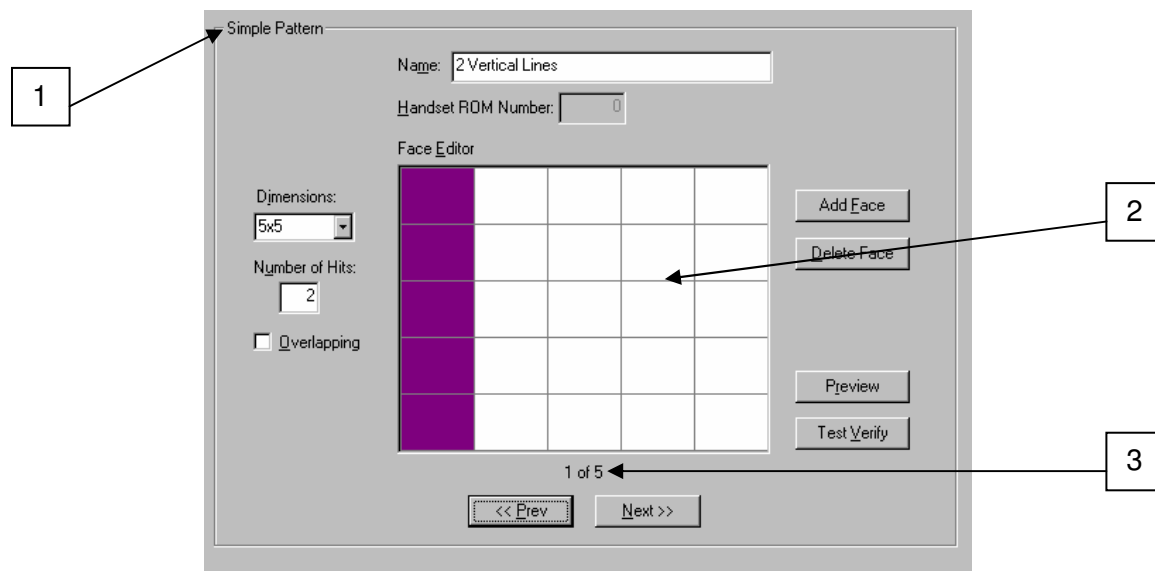 Simple Pattern
1
Name: 2 Vertical Lines
Handset ROM Number: 0
Face Editor
Dimensions:
5x5
Number of Hits:
2
Overlapping
Add Face
Delete Face
2
Preview
Test Verify
1 of 5
3
<< Prev
Next >>